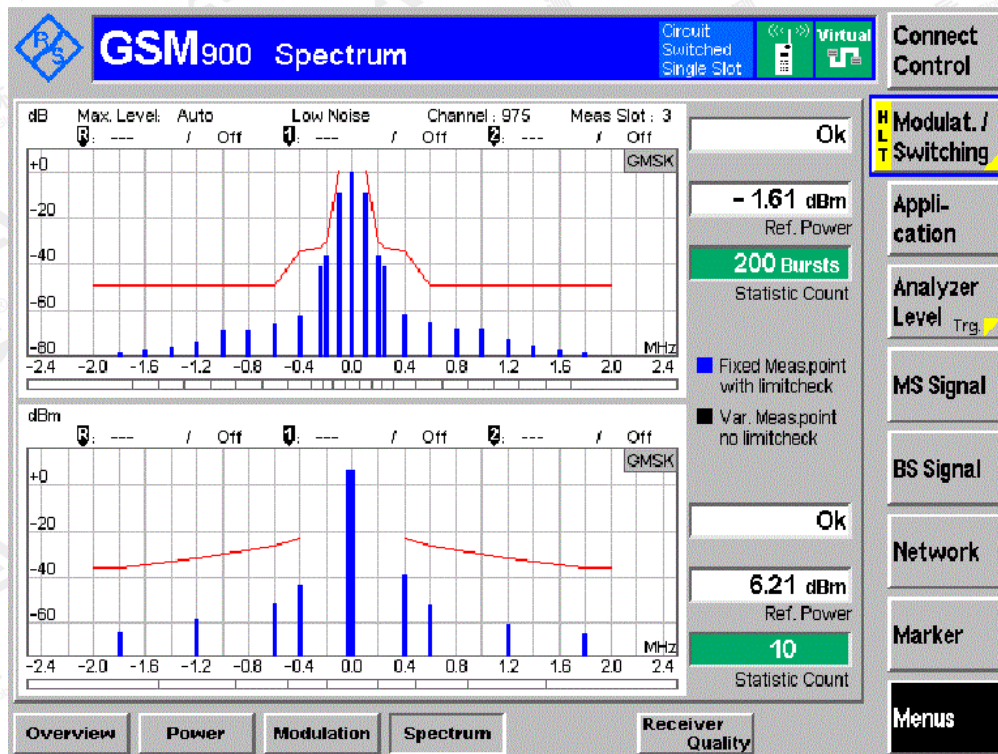 R S
GSM900 Spectrum
Circuit
Switched
Single Slot
Virtual
Connect
Control
dB Max. Level: Auto Low Noise Channel : 975 Meas Slot : 3
R: --- / Off 1: --- / Off 2: --- / Off
GMSK
+0
-20
-40
-60
-80
MHz
-2.4 -2.0 -1.6 -1.2 -0.8 -0.4 0.0 0.4 0.8 1.2 1.6 2.0 2.4
Ok
- 1.61 dBm
Ref. Power
200 Bursts
Statistic Count
Fixed Meas.point
with limitcheck
Var. Meas.point
no limitcheck
dBm
R: --- / Off 1: --- / Off 2: --- / Off
GMSK
+0
-20
-40
-60
MHz
-2.4 -2.0 -1.6 -1.2 -0.8 -0.4 0.0 0.4 0.8 1.2 1.6 2.0 2.4
Ok
6.21 dBm
Ref. Power
10
Statistic Count
HLT
Modulat. /
Switching
Appli-
cation
Analyzer
Level Trg.
MS Signal
BS Signal
Network
Marker
Menus
Overview
Power
Modulation
Spectrum
Receiver
Quality